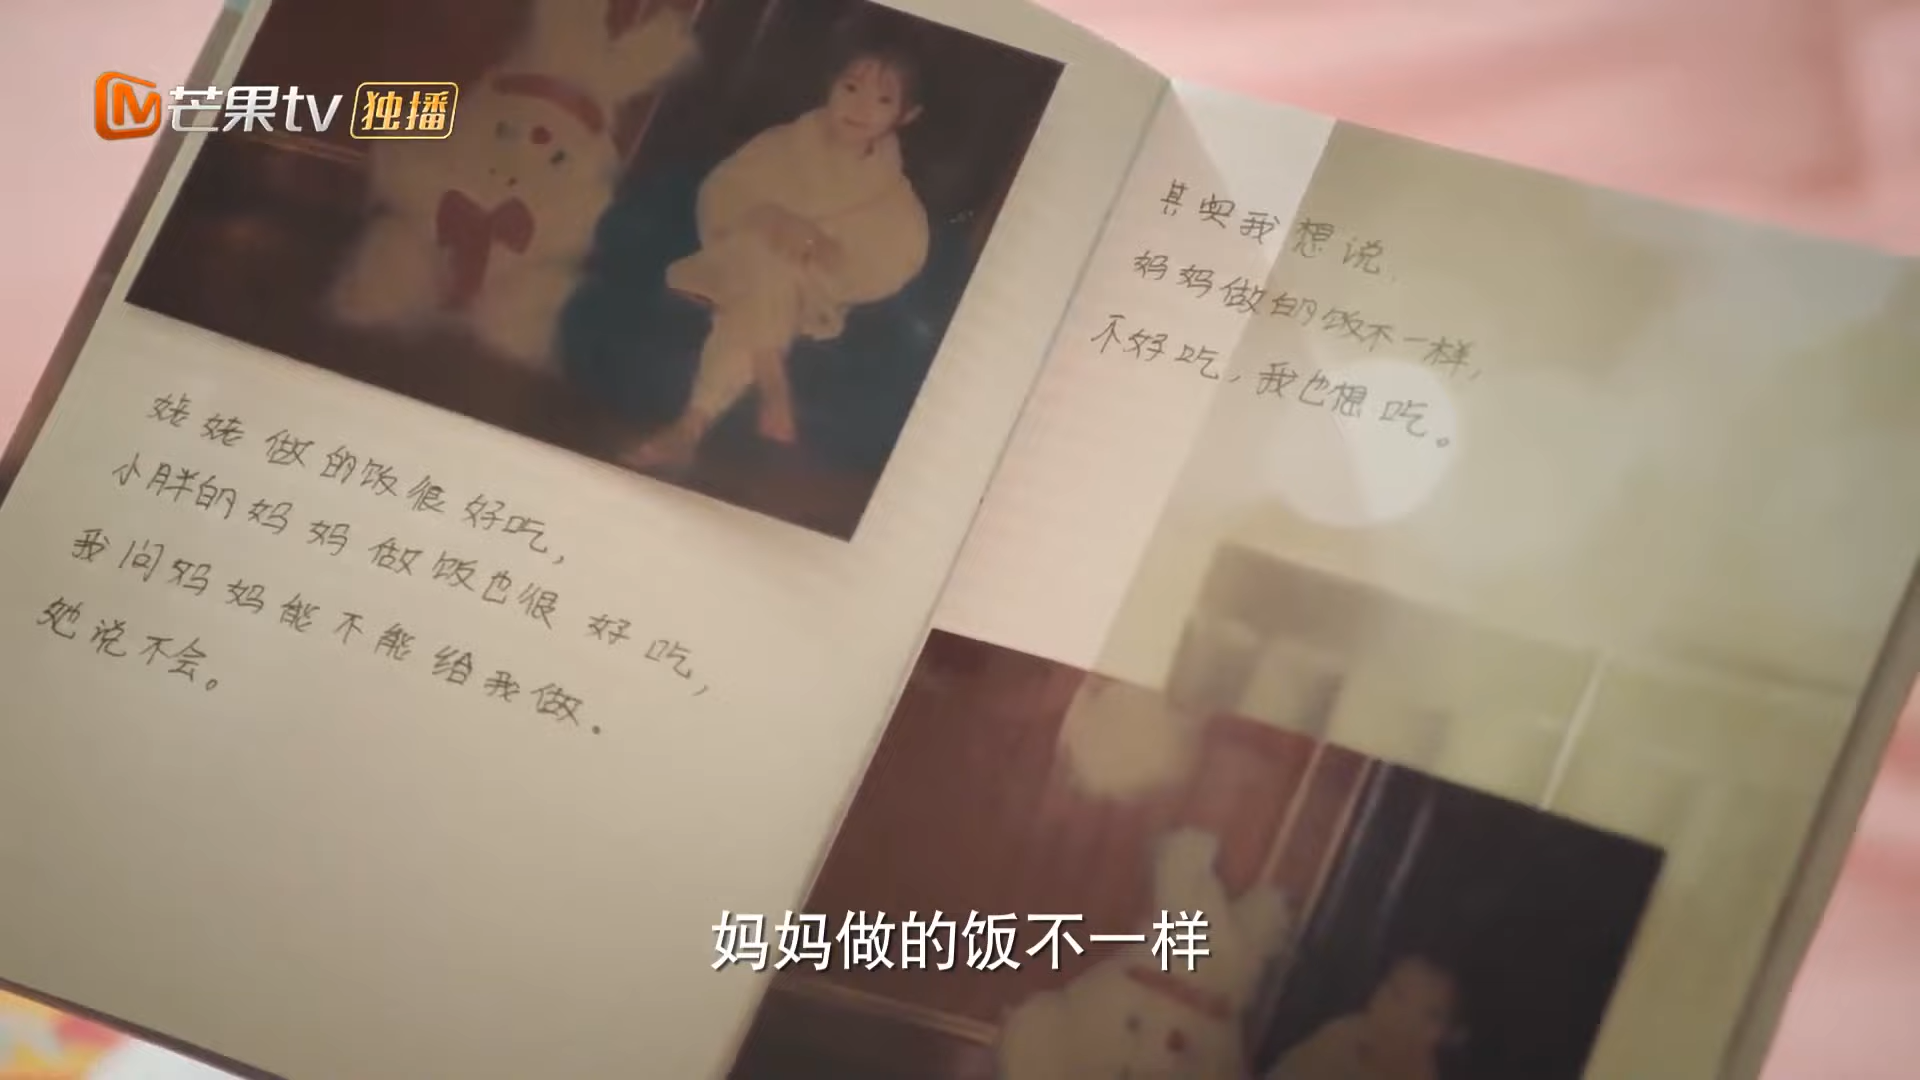 芒果tv 独播
姥姥做的饭很好吃，
小胖的妈妈做饭也很好吃，
我问妈妈能不能给我做。
她说不会。
其实我想说，
妈妈做的饭不一样，
不好吃，我也想吃。
妈妈做的饭不一样